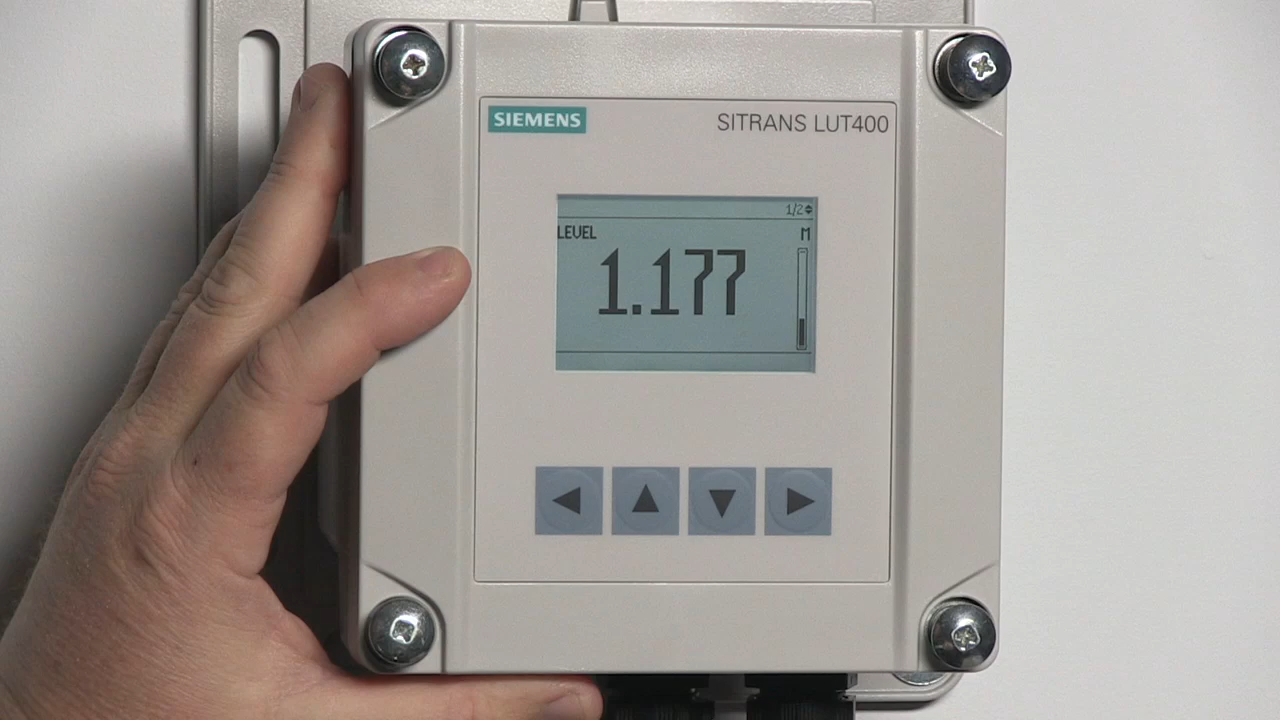 SIEMENS
SITRANS LUT400
1/2
LEVEL
M
1.177